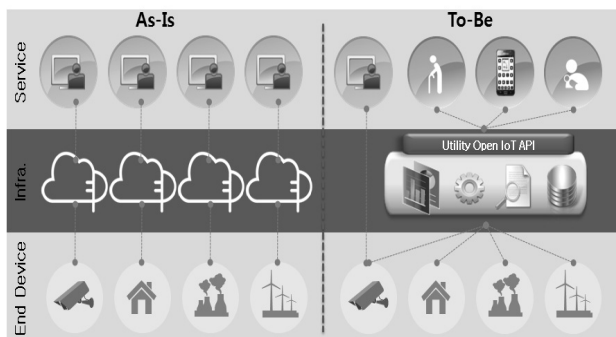 As-Is
To-Be
Service
Infra.
Utility Open IoT API
End Device